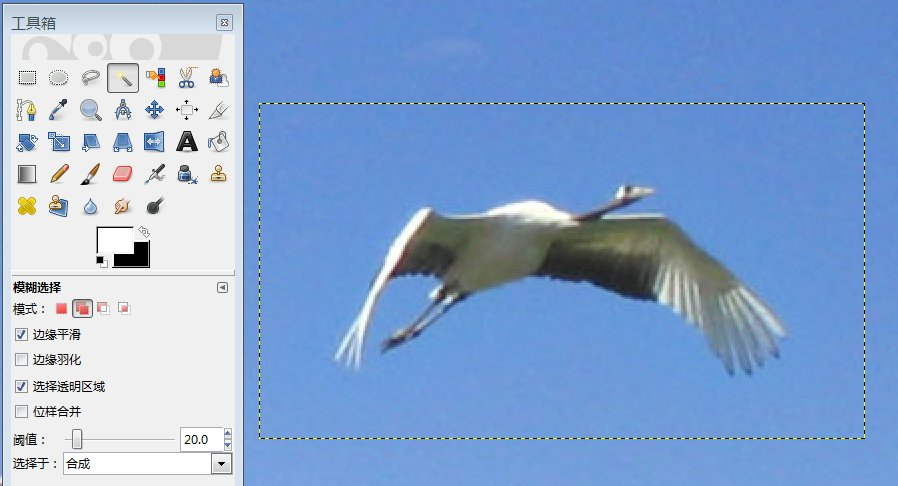 工具箱
模糊选择
模式：
边缘平滑
边缘羽化
选择透明区域
位样合并
阈值： 20.0
选择于： 合成